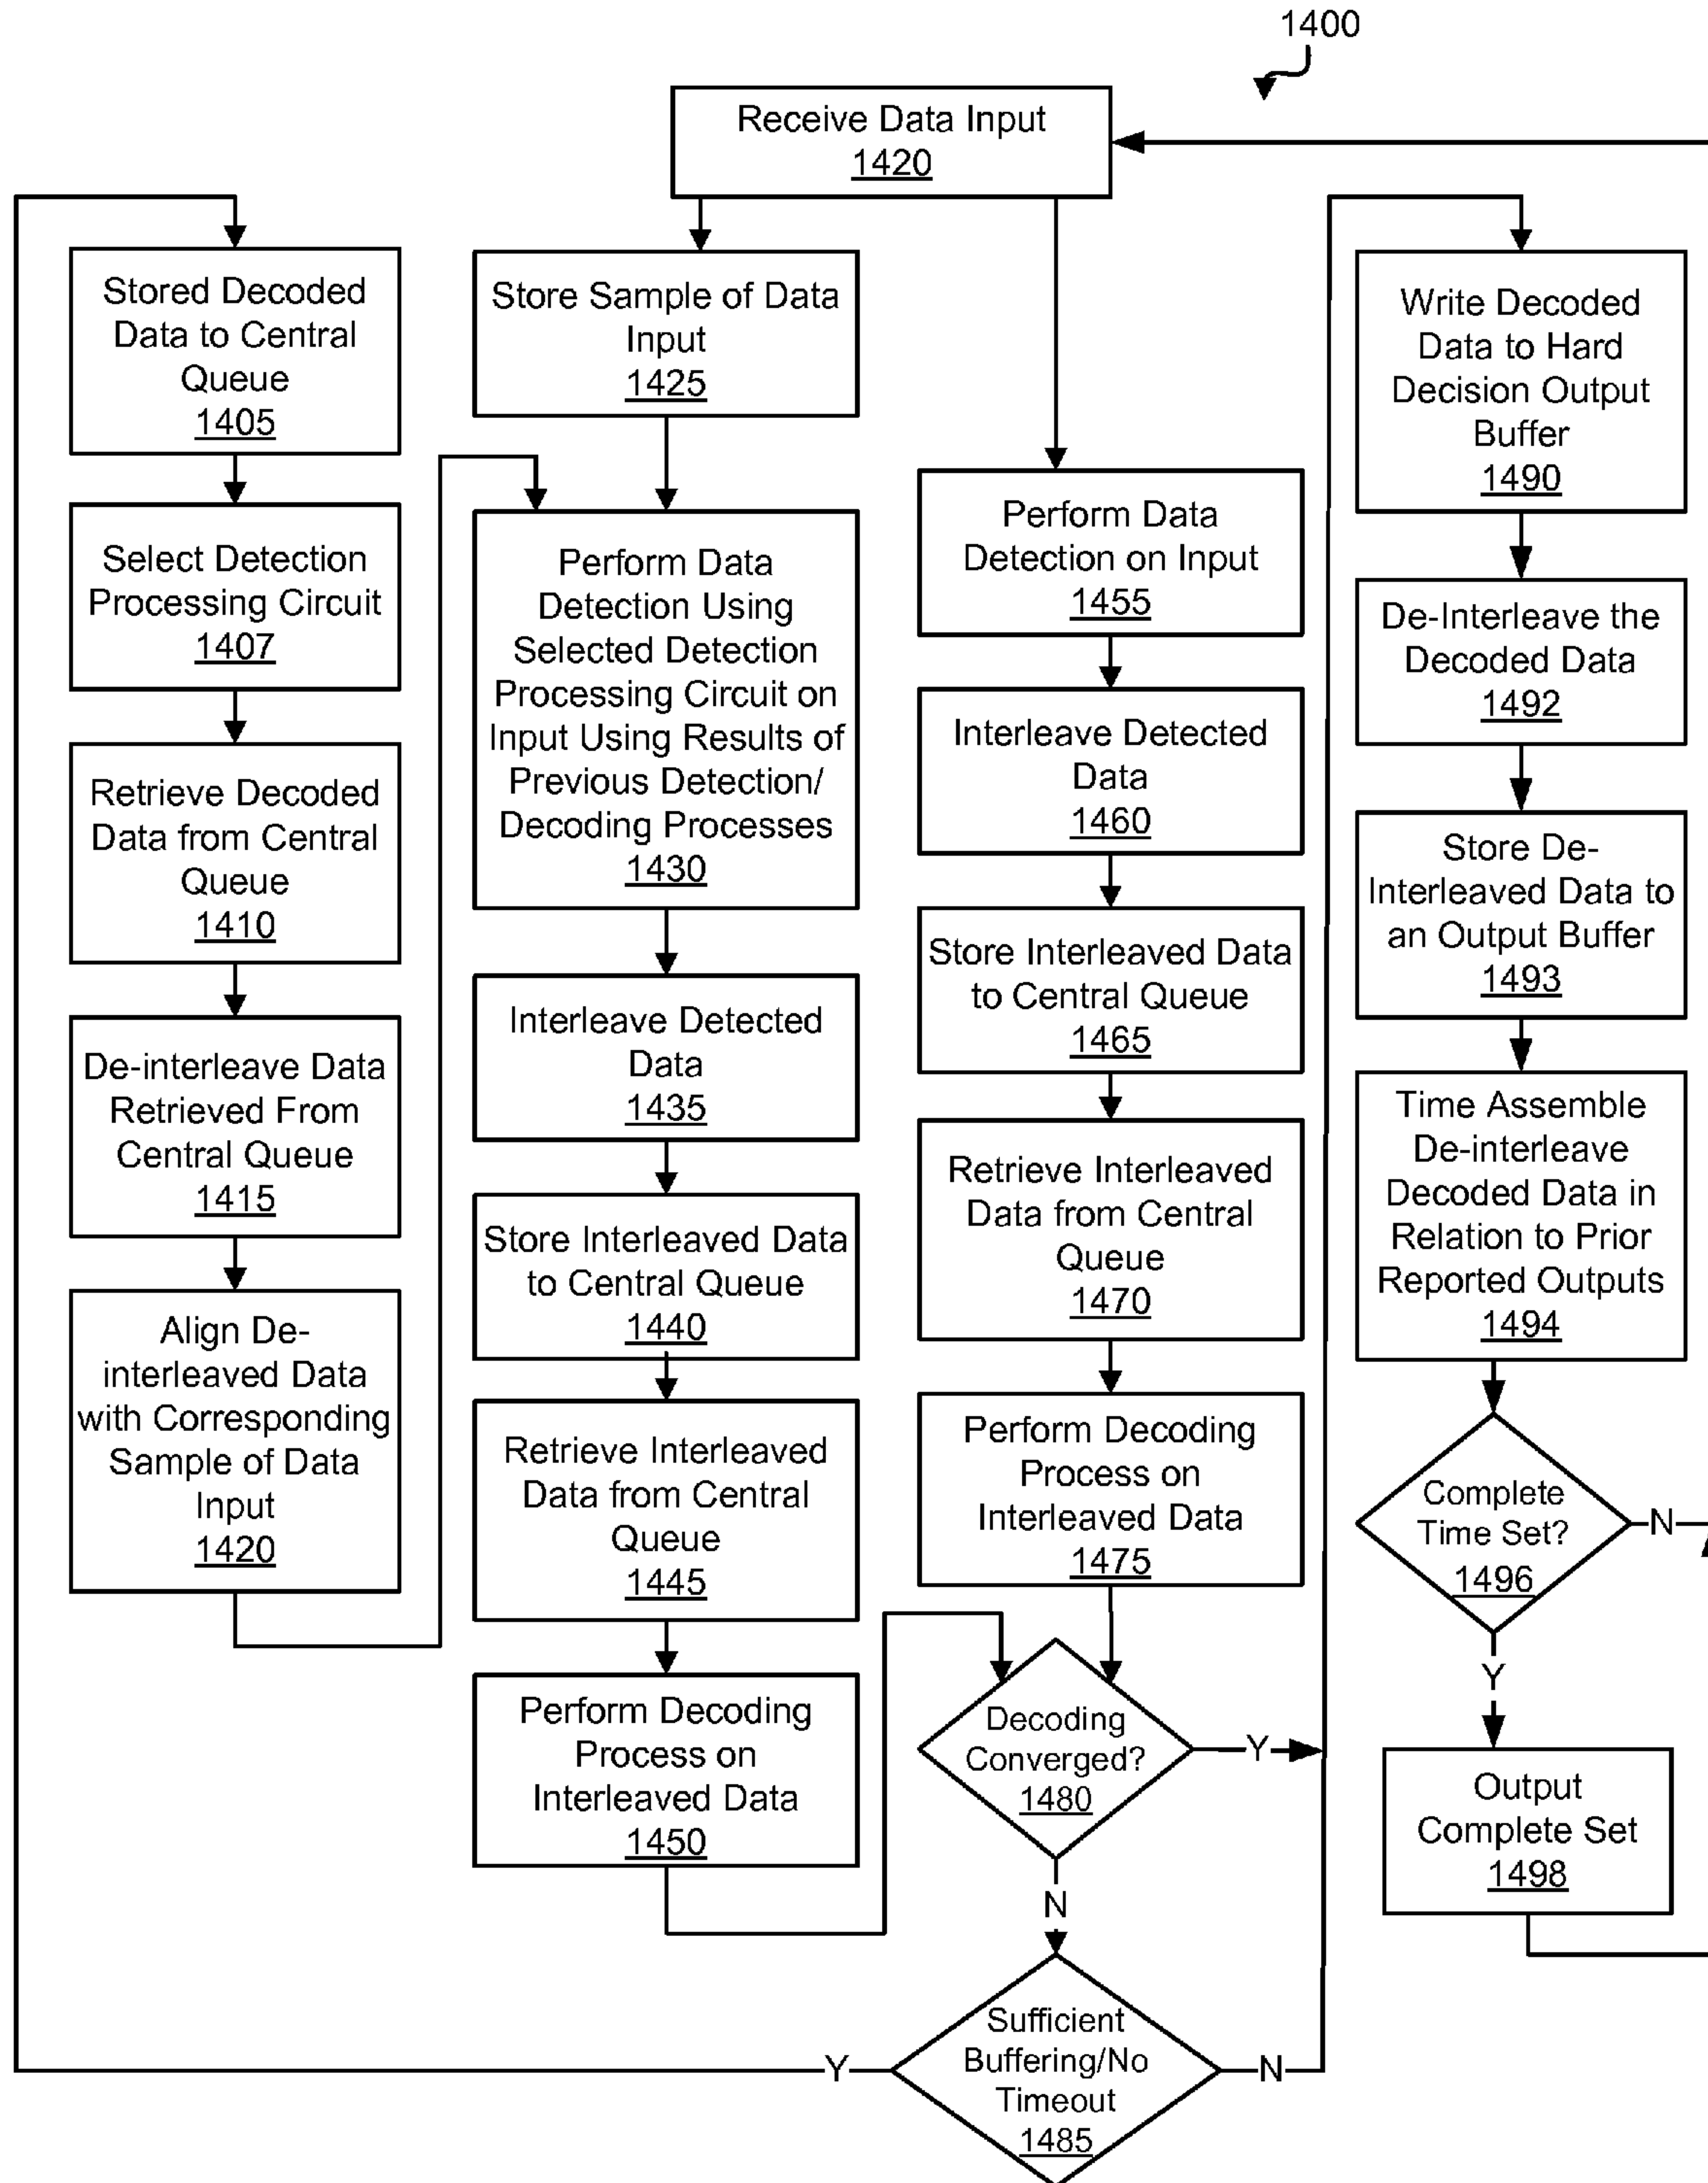 1400
Receive Data Input
1420
Stored Decoded
Data to Central
Queue
1405
Select Detection
Processing Circuit
1407
Retrieve Decoded
Data from Central
Queue
1410
De-interleave Data
Retrieved From
Central Queue
1415
Align De-
interleaved Data
with Corresponding
Sample of Data
Input
1420
Store Sample of Data
Input
1425
Perform Data
Detection Using
Selected Detection
Processing Circuit on
Input Using Results of
Previous Detection/
Decoding Processes
1430
Interleave Detected
Data
1435
Store Interleaved Data
to Central Queue
1440
Retrieve Interleaved
Data from Central
Queue
1445
Perform Decoding
Process on
Interleaved Data
1450
Perform Data
Detection on Input
1455
Interleave Detected
Data
1460
Store Interleaved Data
to Central Queue
1465
Retrieve Interleaved
Data from Central
Queue
1470
Perform Decoding
Process on
Interleaved Data
1475
Decoding
Converged?
1480
Y
N
Sufficient
Buffering/No
Timeout
1485
Y
N
Write Decoded
Data to Hard
Decision Output
Buffer
1490
De-Interleave the
Decoded Data
1492
Store De-
Interleaved Data to
an Output Buffer
1493
Time Assemble
De-interleave
Decoded Data in
Relation to Prior
Reported Outputs
1494
Complete
Time Set?
1496
N
Y
Output
Complete Set
1498